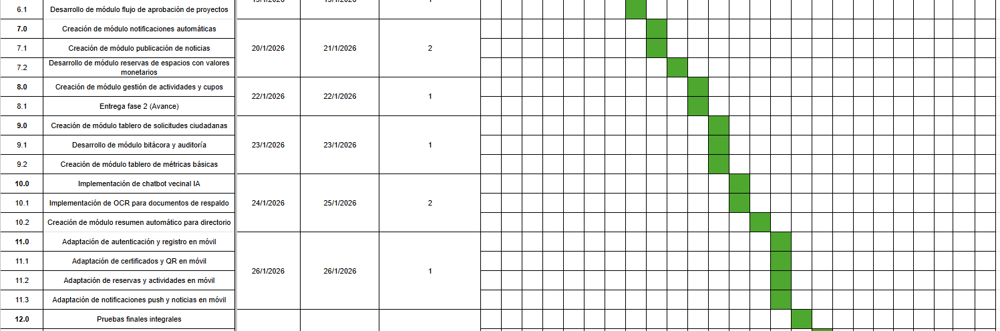 19/1/2026 19/1/2026 1
6.1 Desarrollo de módulo flujo de aprobación de proyectos
7.0 Creación de módulo notificaciones automáticas
7.1 Creación de módulo publicación de noticias 20/1/2026 21/1/2026 2
7.2 Desarrollo de módulo reservas de espacios con valores
monetarios
8.0 Creación de módulo gestión de actividades y cupos
22/1/2026 22/1/2026 1
8.1 Entrega fase 2 (Avance)
9.0 Creación de módulo tablero de solicitudes ciudadanas
9.1 Desarrollo de módulo bitácora y auditoría 23/1/2026 23/1/2026 1
9.2 Creación de módulo tablero de métricas básicas
10.0 Implementación de chatbot vecinal IA
10.1 Implementación de OCR para documentos de respaldo 24/1/2026 25/1/2026 2
10.2 Creación de módulo resumen automático para directorio
11.0 Adaptación de autenticación y registro en móvil
11.1 Adaptación de certificados y QR en móvil
26/1/2026 26/1/2026 1
11.2 Adaptación de reservas y actividades en móvil
11.3 Adaptación de notificaciones push y noticias en móvil
12.0 Pruebas finales integrales